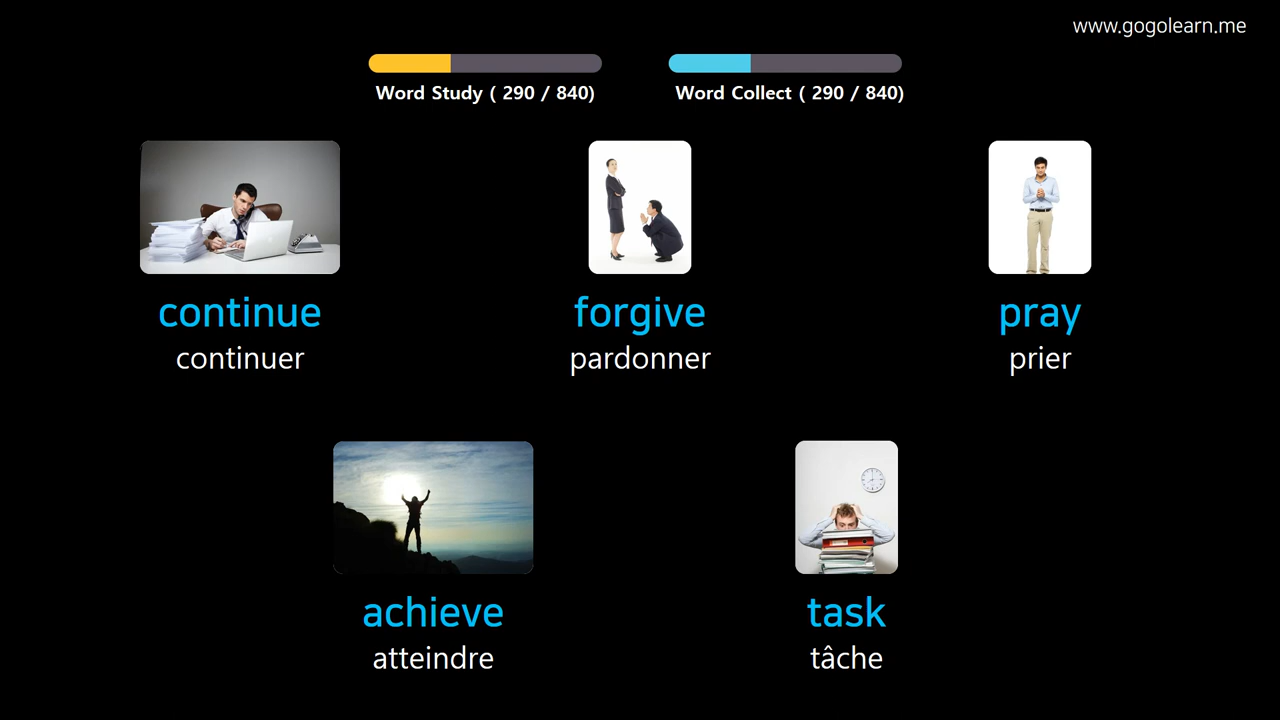 www.gogolearn.me
Word Study ( 290 / 840)
Word Collect ( 290 / 840)
continue
continuer
forgive
pardonner
pray
prier
achieve
atteindre
task
tâche